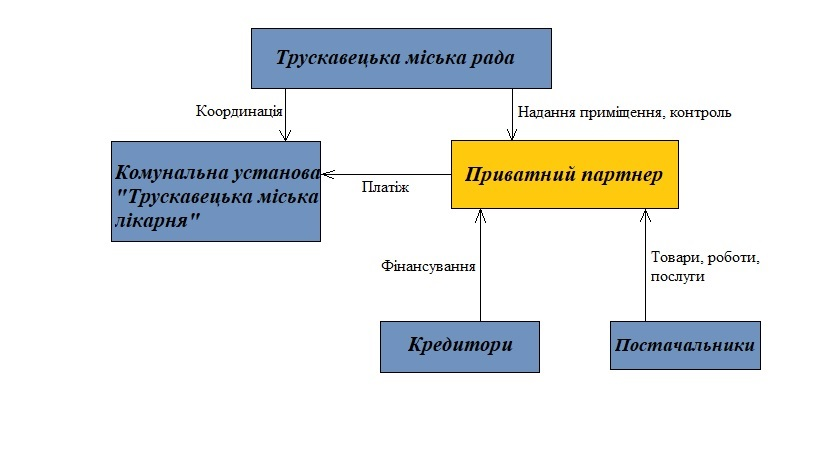 Трускавецька міська рада
Координація
Надання приміщення, контроль
Комунальна установа
"Трускавецька міська
лікарня"
Платіж
Приватний партнер
Фінансування
Товари, роботи,
послуги
Кредитори
Постачальники